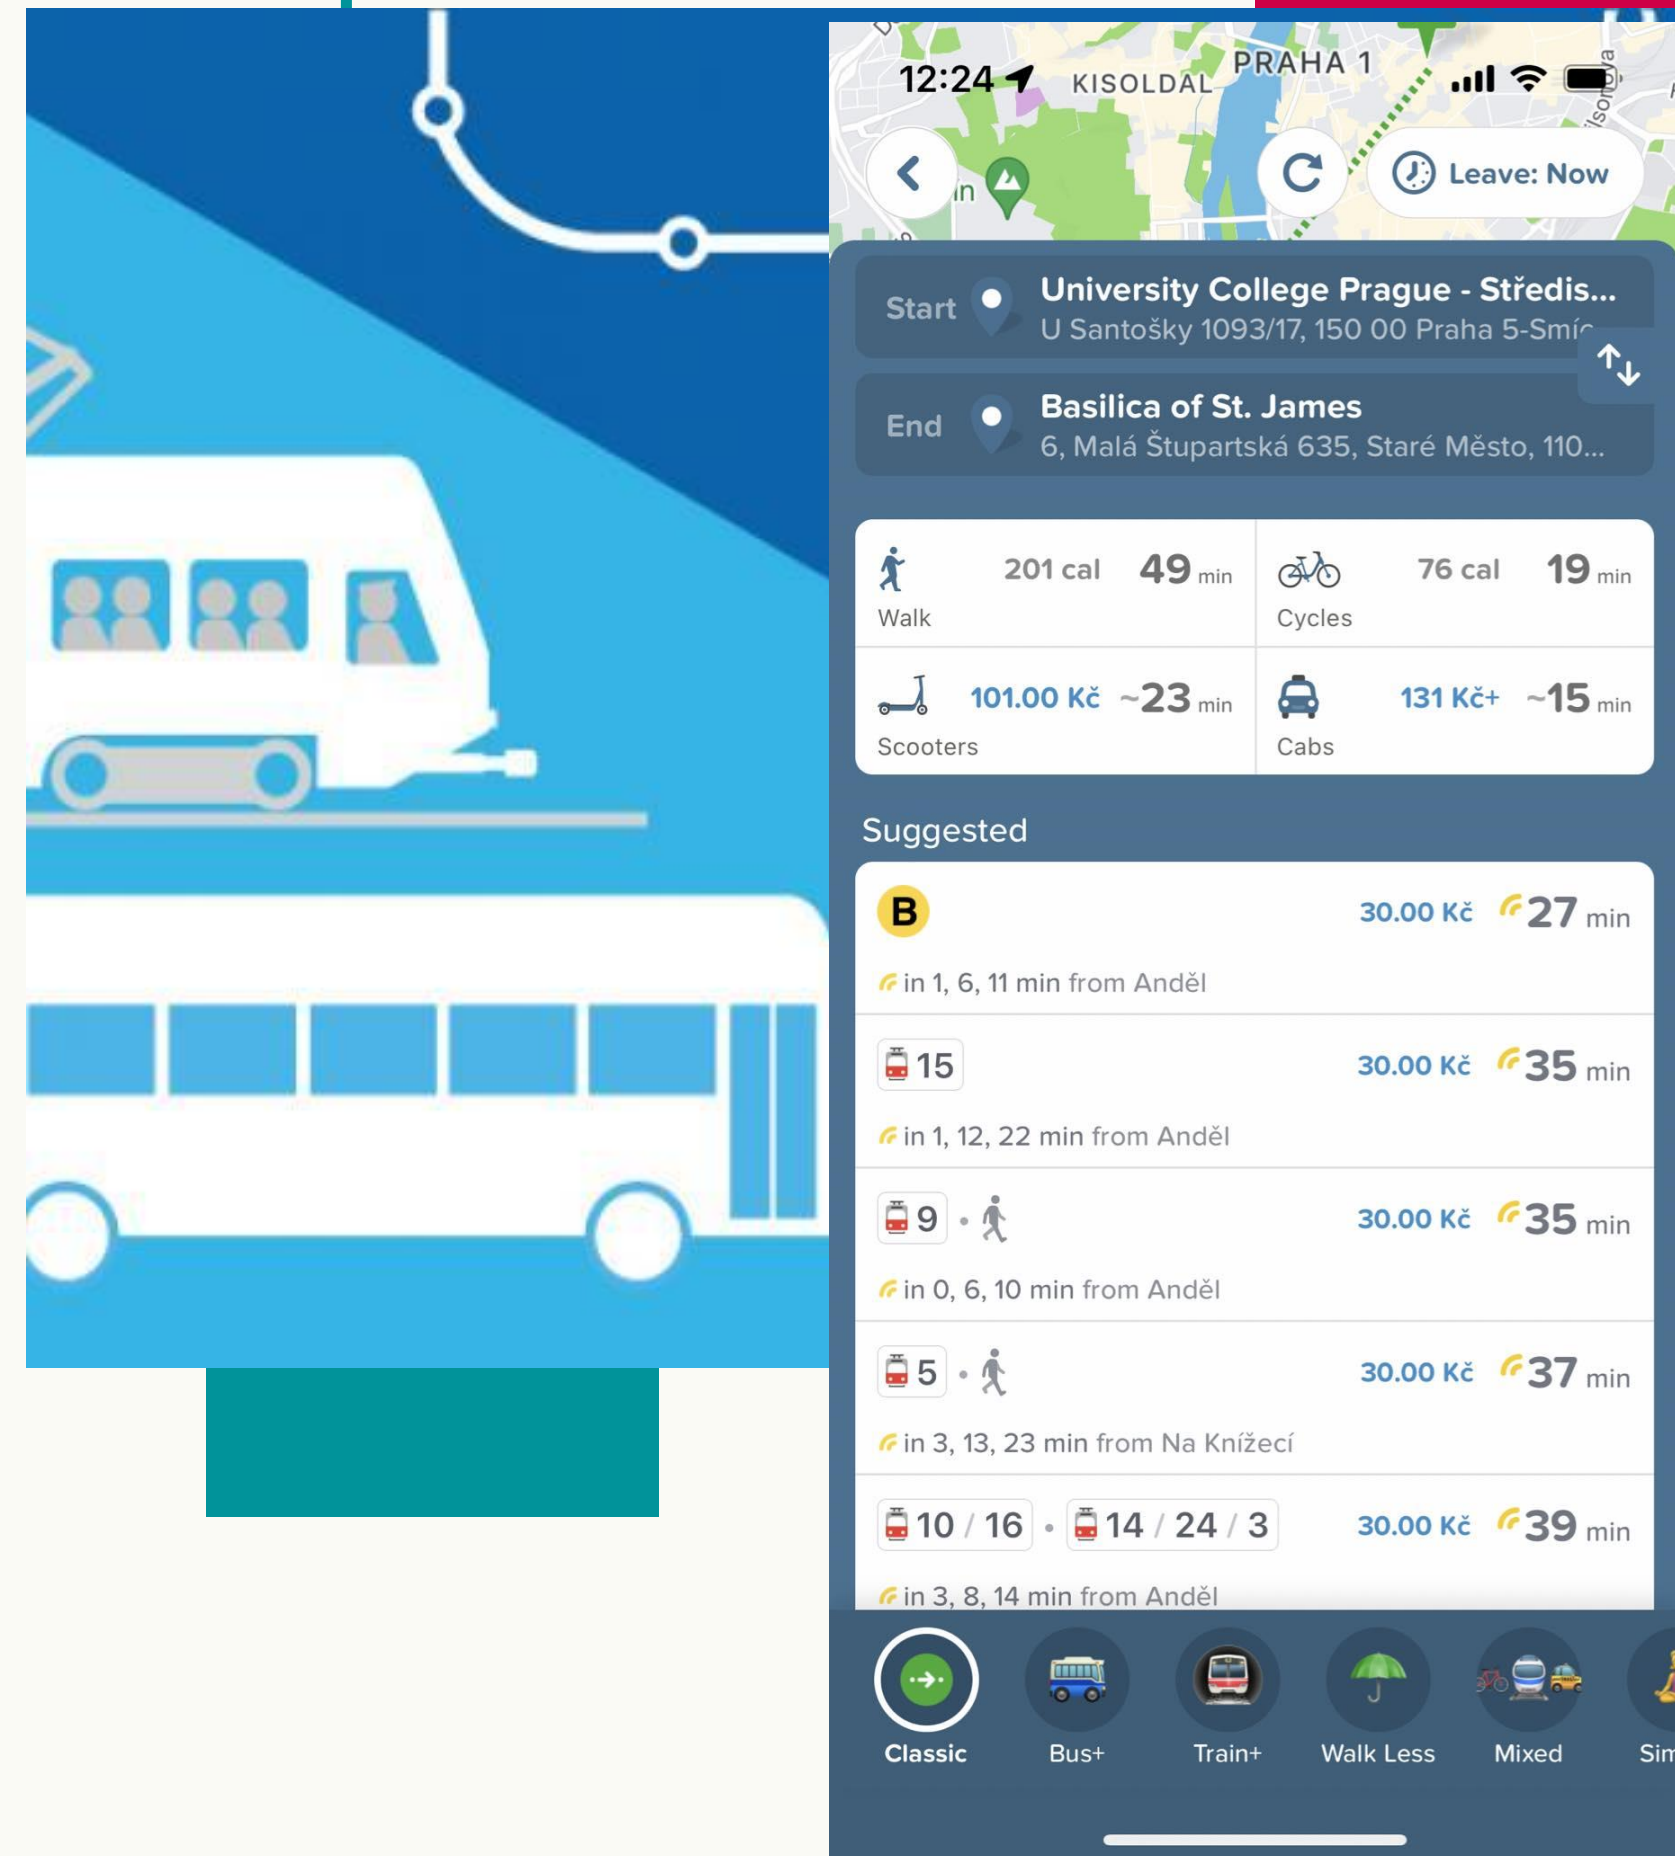 PRAHA 1
12:24
KISOLDAL
ilsonova
in
Leave: Now
Start
University College Prague - Středis...
U Santošky 1093/17, 150 00 Praha 5-Smíc
End
Basilica of St. James
6, Malá Štupartská 635, Staré Město, 110...
201 cal 49 min
Walk
76 cal 19 min
Cycles
101.00 Kč ~23 min
Scooters
131 Kč+ ~15 min
Cabs
Suggested
B 30.00 Kč 27 min
in 1, 6, 11 min from Anděl
15 30.00 Kč 35 min
in 1, 12, 22 min from Anděl
9 • 30.00 Kč 35 min
in 0, 6, 10 min from Anděl
5 • 30.00 Kč 37 min
in 3, 13, 23 min from Na Knížecí
10 / 16 • 14 / 24 / 3 30.00 Kč 39 min
in 3, 8, 14 min from Anděl
Classic Bus+ Train+ Walk Less Mixed Sim